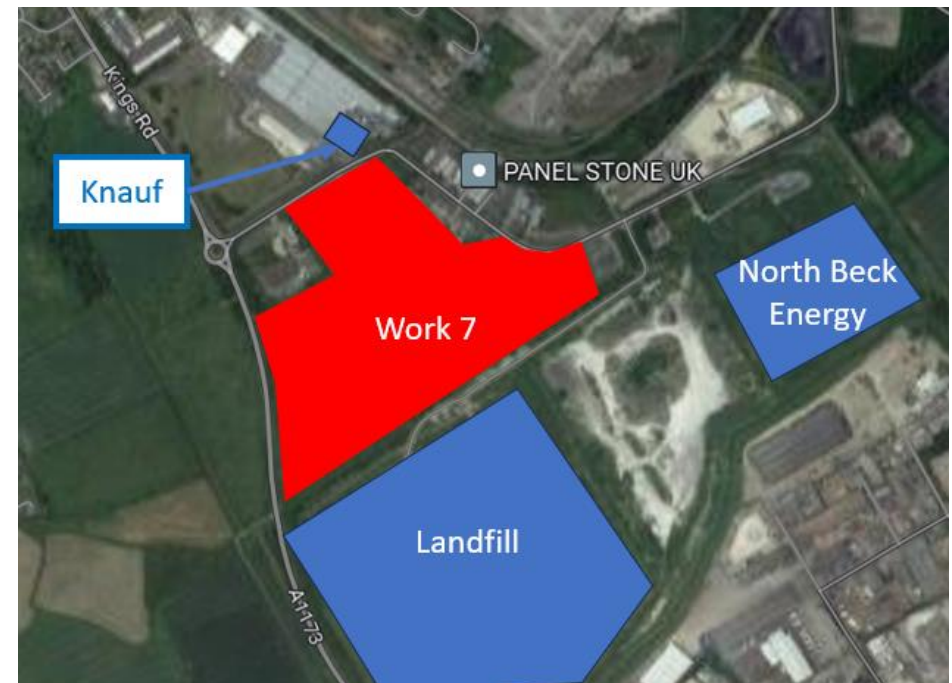 Kings Rd
Knauf
PANEL STONE UK
North Beck
Energy
Work 7
Landfill
A1173